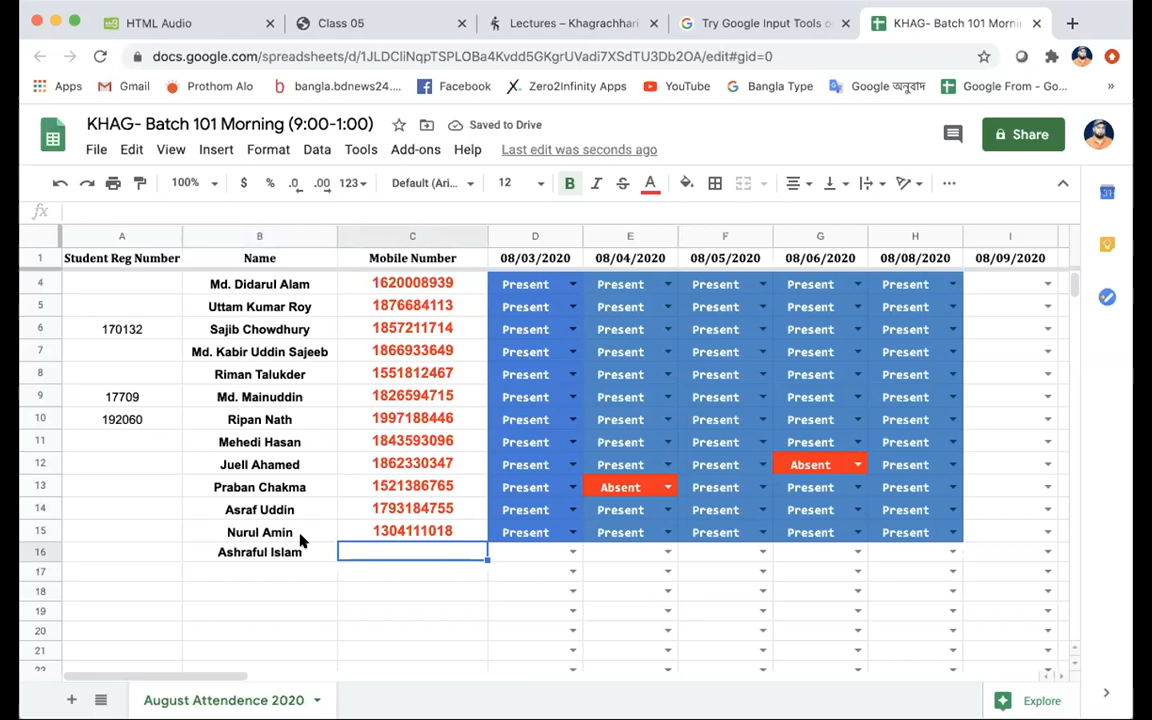 HTML Audio
Class 05
Lectures – Khagrachhari
Try Google Input Tools
KHAG- Batch 101 Mornin
docs.google.com/spreadsheets/d/1JLDCliNqpTSPLOBa4Kvdd5GKgrUVadi7XSdTU3Db2OA/edit#gid=0
Apps Gmail Prothom Alo bangla.bdnews24.... Facebook Zero2Infinity Apps YouTube Bangla Type Google অনুবাদ Google From - Go... »
KHAG- Batch 101 Morning (9:00-1:00) Saved to Drive
Share
File Edit View Insert Format Data Tools Add-ons Help Last edit was seconds ago
100% $ % .0 .00 123 Default (Ari... 12 B I S A
fx
A B C D E F G H I
1 Student Reg Number Name Mobile Number 08/03/2020 08/04/2020 08/05/2020 08/06/2020 08/08/2020 08/09/2020
4 Md. Didarul Alam 1620008939 Present Present Present Present Present
5 Uttam Kumar Roy 1876684113 Present Present Present Present Present
6 170132 Sajib Chowdhury 1857211714 Present Present Present Present Present
7 Md. Kabir Uddin Sajeeb 1866933649 Present Present Present Present Present
8 Riman Talukder 1551812467 Present Present Present Present Present
9 17709 Md. Mainuddin 1826594715 Present Present Present Present Present
10 192060 Ripan Nath 1997188446 Present Present Present Present Present
11 Mehedi Hasan 1843593096 Present Present Present Present Present
12 Juell Ahamed 1862330347 Present Present Present Absent Present
13 Praban Chakma 1521386765 Present Absent Present Present Present
14 Asraf Uddin 1793184755 Present Present Present Present Present
15 Nurul Amin 1304111018 Present Present Present Present Present
16 Ashraful Islam
17
18
19
20
21
22
August Attendence 2020 Explore